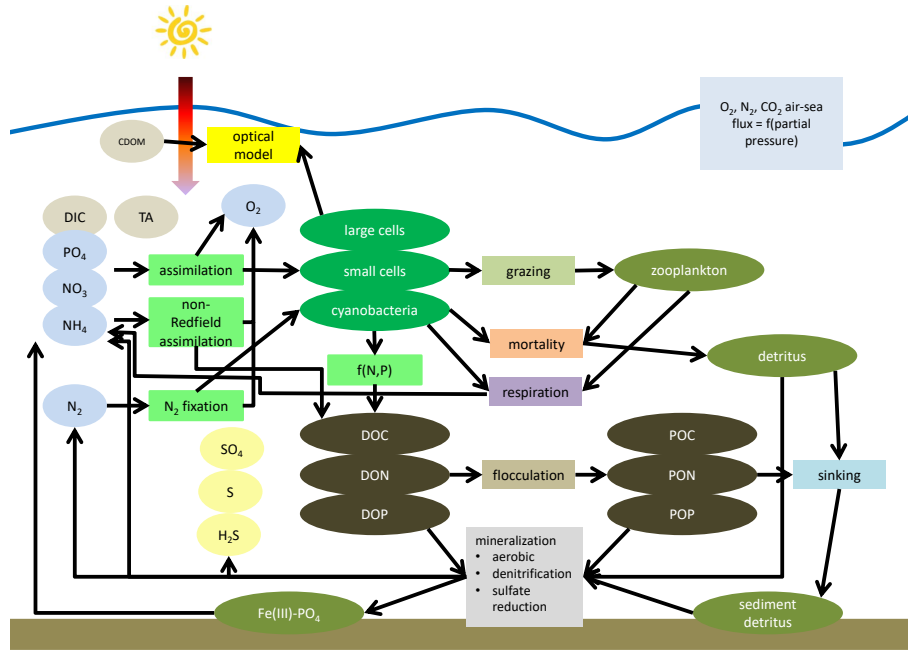 O₂, N₂, CO₂ air-sea
flux = f(partial
pressure)
CDOM
optical
model
DIC
TA
O₂
PO₄
NO₃
NH₄
N₂
assimilation
non-
Redfield
assimilation
N₂ fixation
large cells
small cells
cyanobacteria
grazing
zooplankton
mortality
respiration
detritus
f(N,P)
SO₄
S
H₂S
DOC
DON
DOP
flocculation
POC
PON
POP
sinking
mineralization
• aerobic
• denitrification
• sulfate
reduction
Fe(III)-PO₄
sediment
detritus